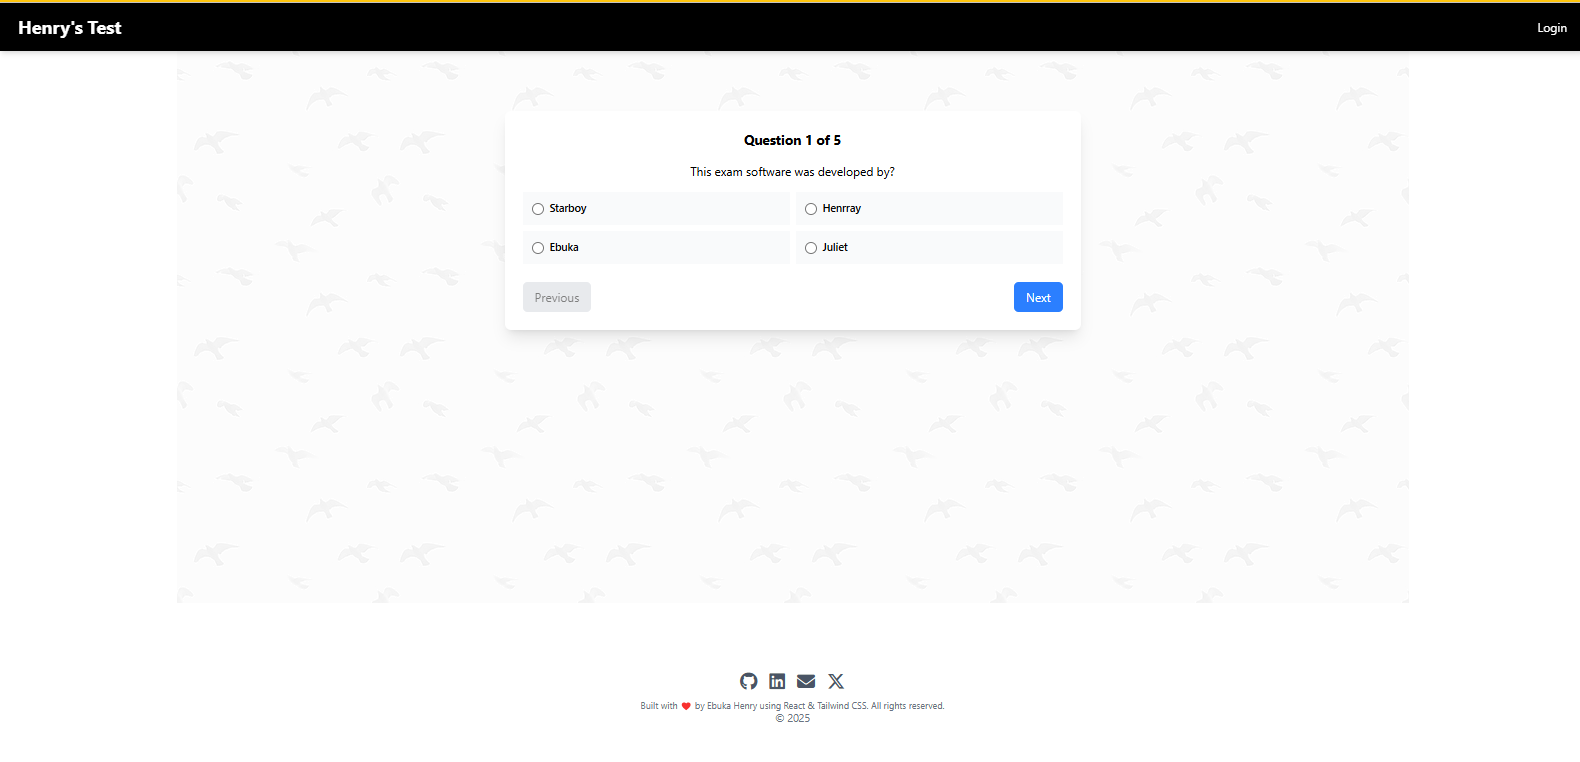 Henry's Test
Login
Question 1 of 5
This exam software was developed by?
Starboy
Henrray
Ebuka
Juliet
Previous
Next
Built with ❤️ by Ebuka Henry using React & Tailwind CSS. All rights reserved.
© 2025